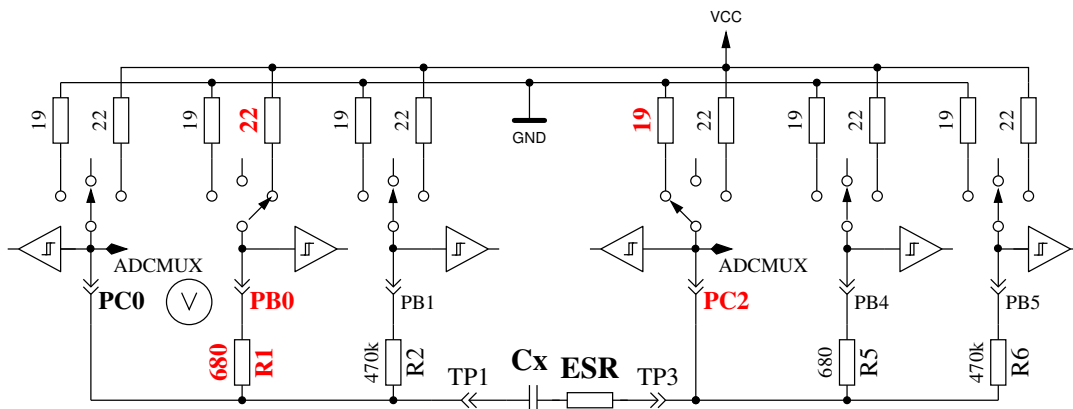 VCC
19
22
19
22
19
22
GND
19
22
19
22
19
22
ADCMUX
ADCMUX
PC0
V
PB0
PB1
PC2
PB4
PB5
680
R1
470k
R2
TP1
Cx
ESR
TP3
680
R5
470k
R6